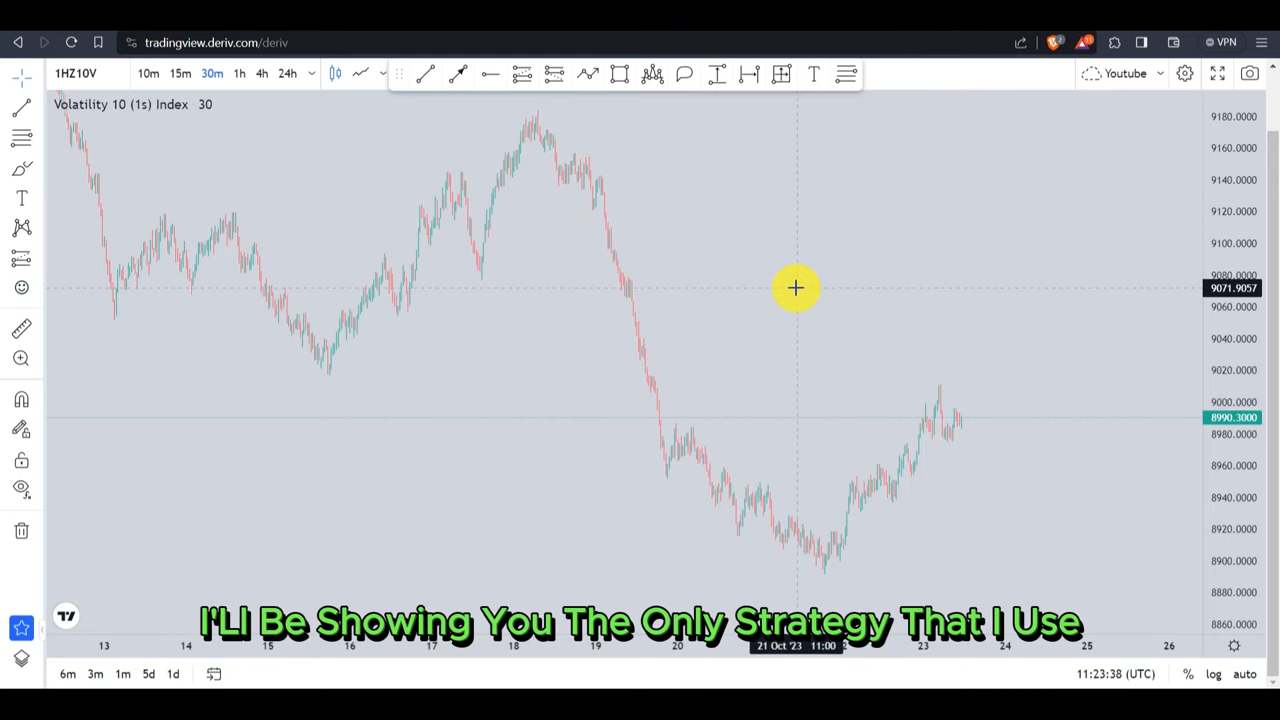 tradingview.deriv.com/deriv
2
11
VPN
1HZ10V
10m 15m 30m 1h 4h 24h
T
Youtube
Volatility 10 (1s) Index 30
9180.0000
9160.0000
9140.0000
9120.0000
9100.0000
9080.0000
9071.9057
9060.0000
9040.0000
9020.0000
9000.0000
8990.3000
8980.0000
8960.0000
8940.0000
8920.0000
8900.0000
8880.0000
8860.0000
I'Ll Be Showing You The Only Strategy That I Use
13 14 15 16 17 18 19 20 21 Oct '23 11:00 2 23 24 25 26
6m 3m 1m 5d 1d
11:23:38 (UTC) % log auto